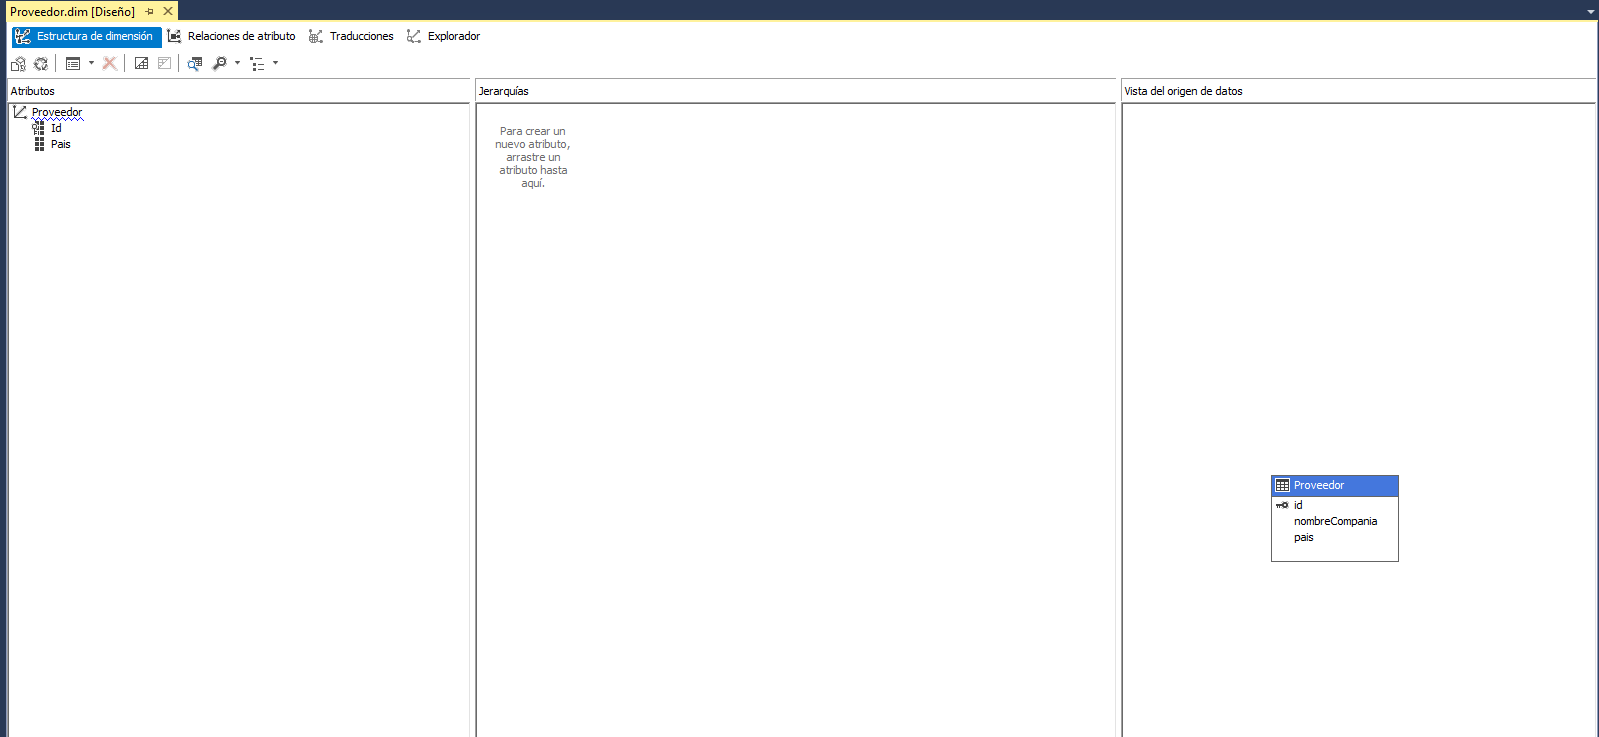 Proveedor.dim [Diseño]
Estructura de dimensión
Relaciones de atributo
Traducciones
Explorador
Atributos
Proveedor
Id
Pais
Jerarquías
Para crear un
nuevo atributo,
arrastre un
atributo hasta
aquí.
Vista del origen de datos
Proveedor
id
nombreCompania
pais